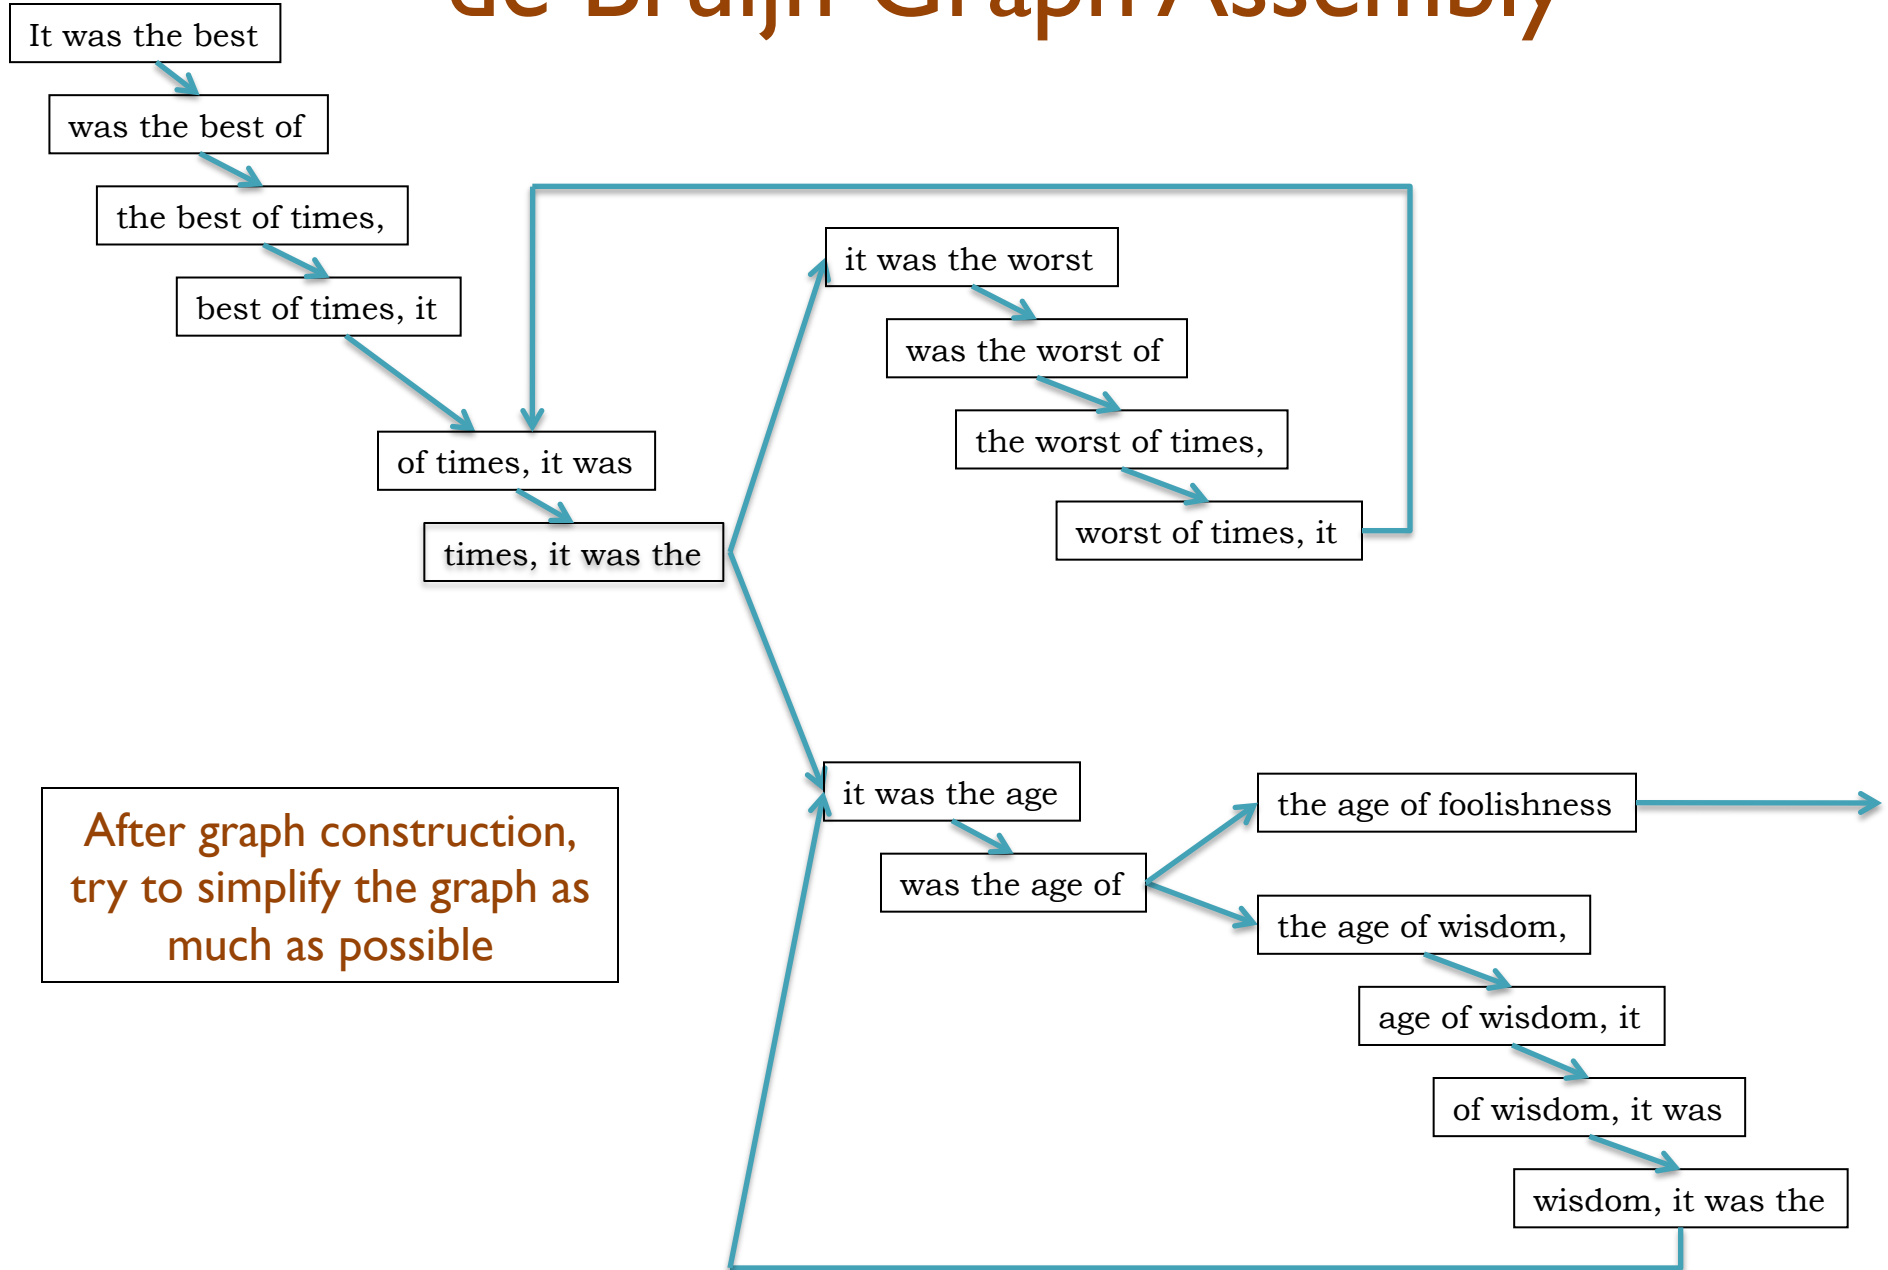 de Bruijn Graph Assembly
It was the best
was the best of
the best of times,
best of times, it
of times, it was
times, it was the
it was the worst
was the worst of
the worst of times,
worst of times, it
it was the age
was the age of
the age of foolishness
the age of wisdom,
age of wisdom, it
of wisdom, it was
wisdom, it was the
After graph construction,
try to simplify the graph as
much as possible